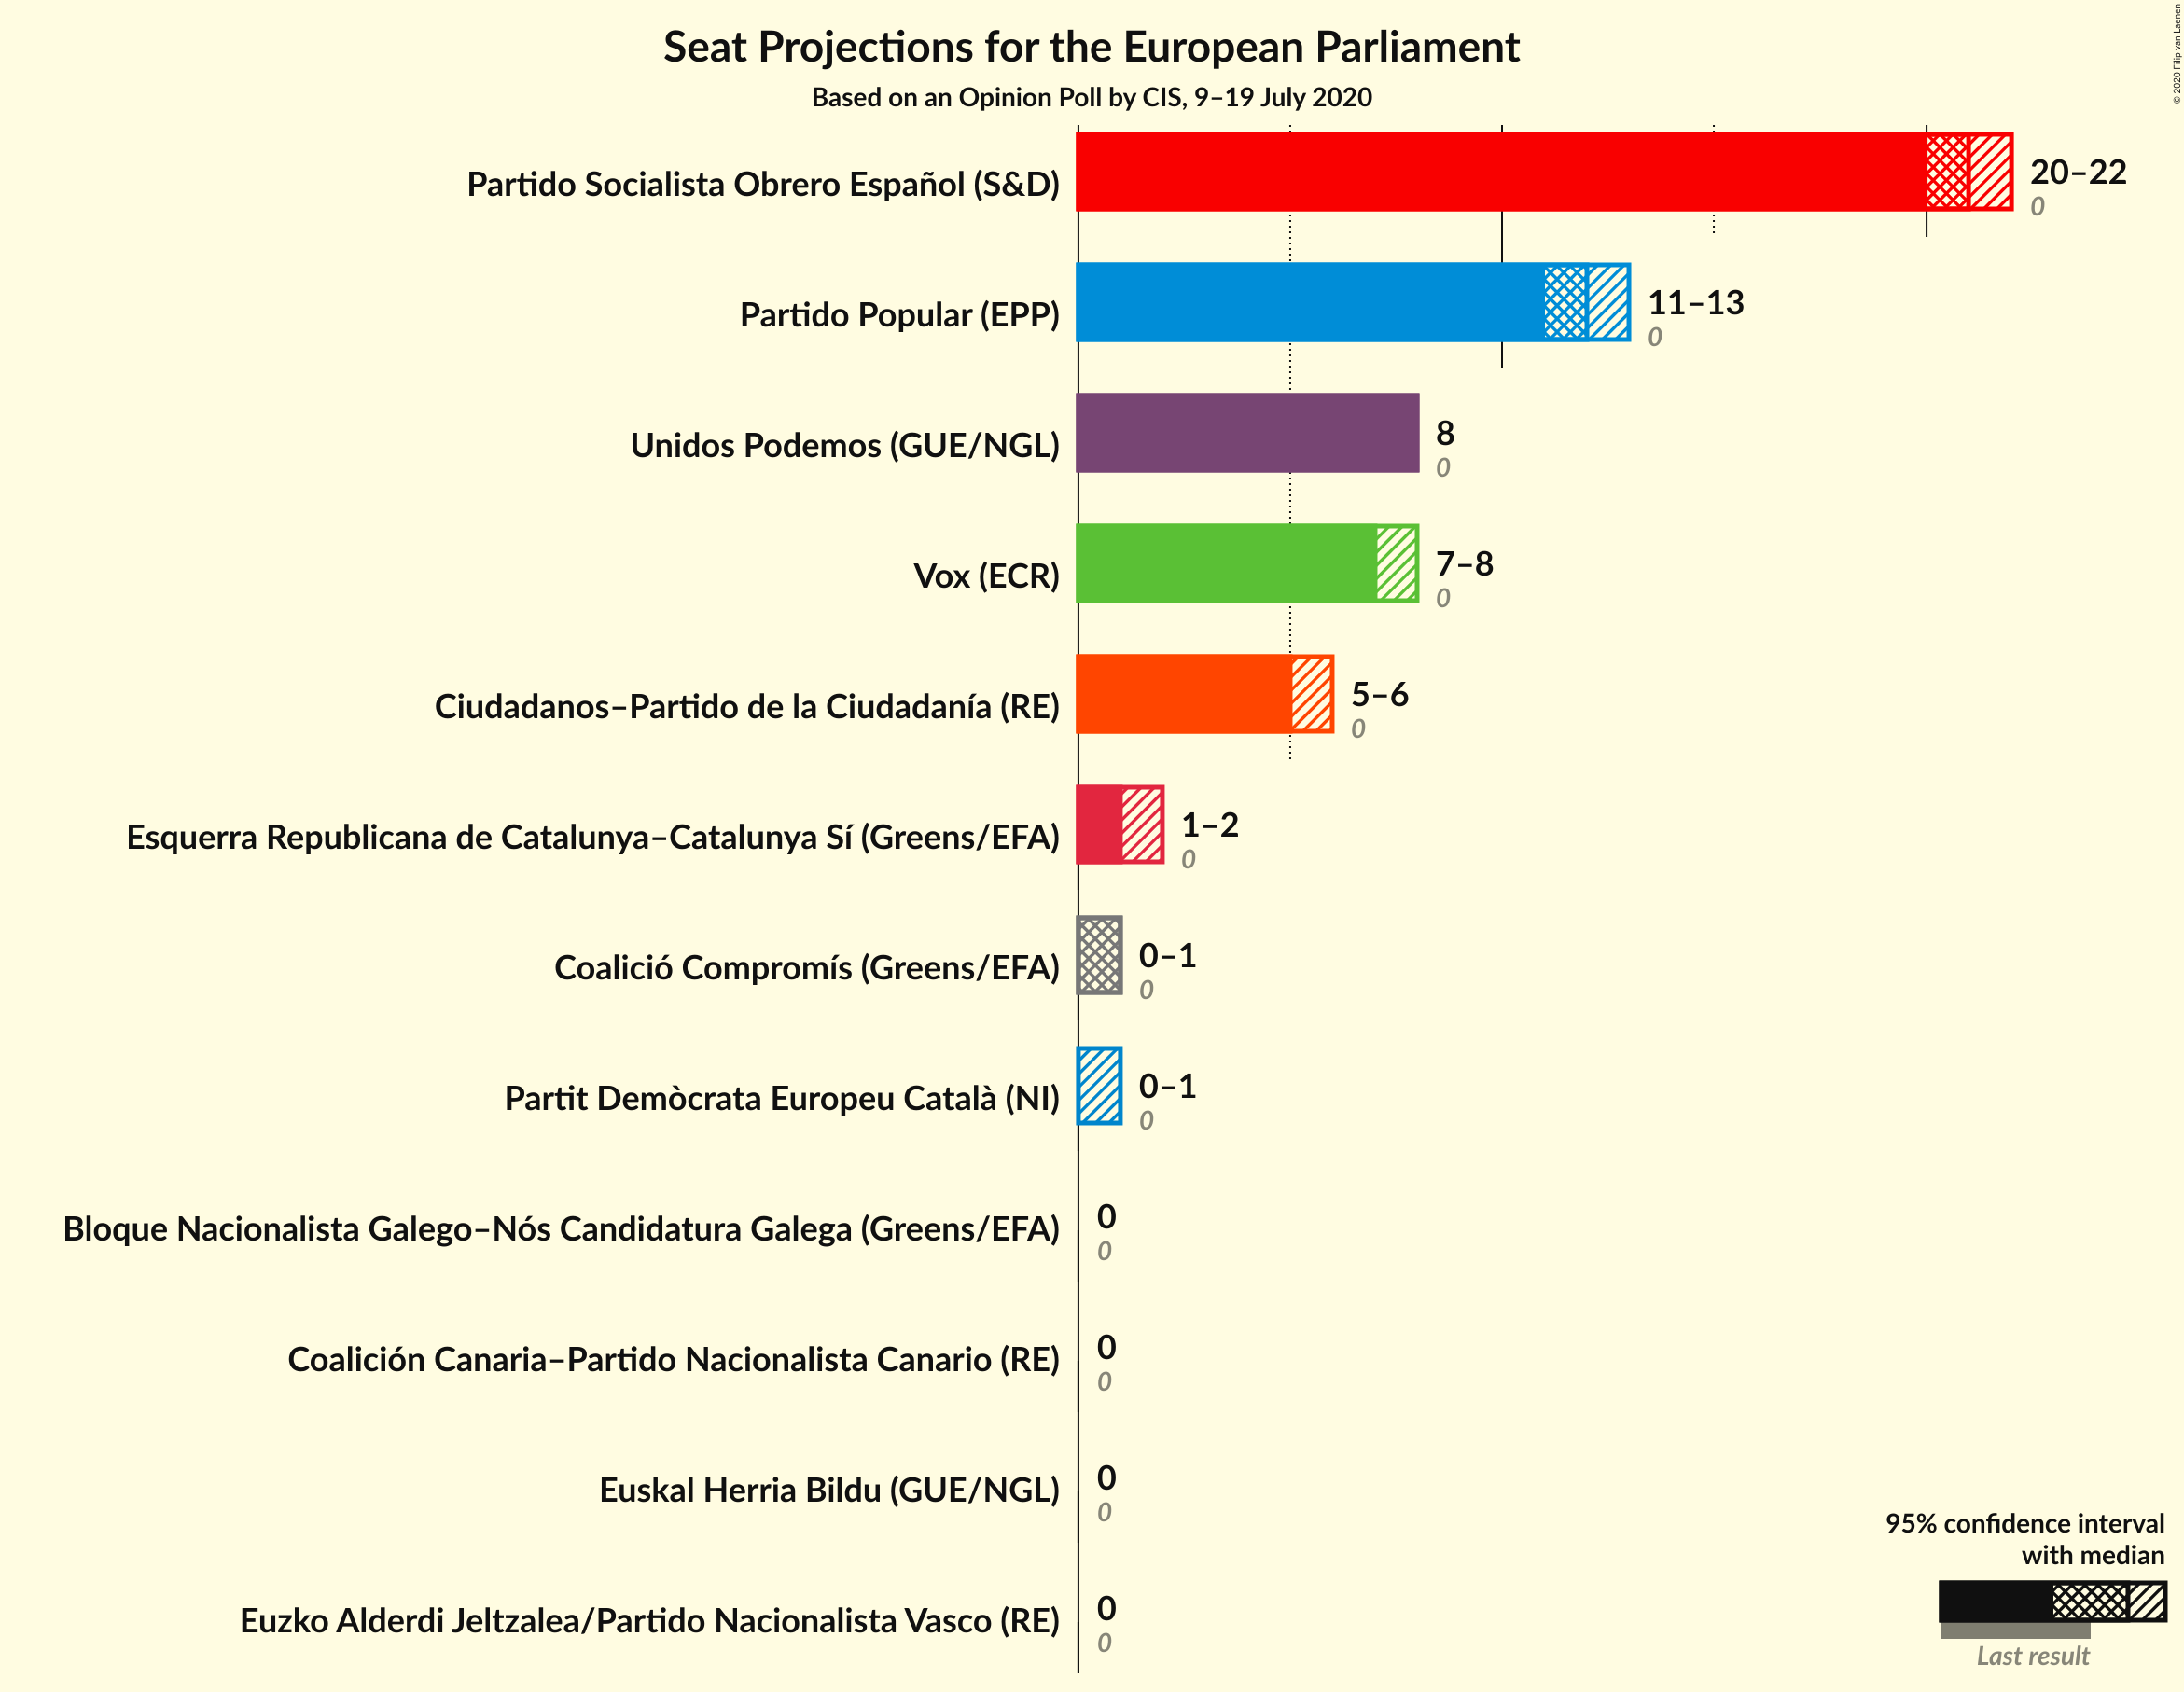 Seat Projections for the European Parliament
Based on an Opinion Poll by CIS, 9–19 July 2020
© 2020 Filip van Laenen
Partido Socialista Obrero Español (S&D)
20–22
0
Partido Popular (EPP)
11–13
0
Unidos Podemos (GUE/NGL)
8
0
Vox (ECR)
7–8
0
Ciudadanos–Partido de la Ciudadanía (RE)
5–6
0
Esquerra Republicana de Catalunya–Catalunya Sí (Greens/EFA)
1–2
0
Coalició Compromís (Greens/EFA)
0–1
0
Partit Demòcrata Europeu Català (NI)
0–1
0
Bloque Nacionalista Galego–Nós Candidatura Galega (Greens/EFA)
0
0
Coalición Canaria–Partido Nacionalista Canario (RE)
0
0
Euskal Herria Bildu (GUE/NGL)
0
0
Euzko Alderdi Jeltzalea/Partido Nacionalista Vasco (RE)
0
0
95% confidence interval
with median
Last result